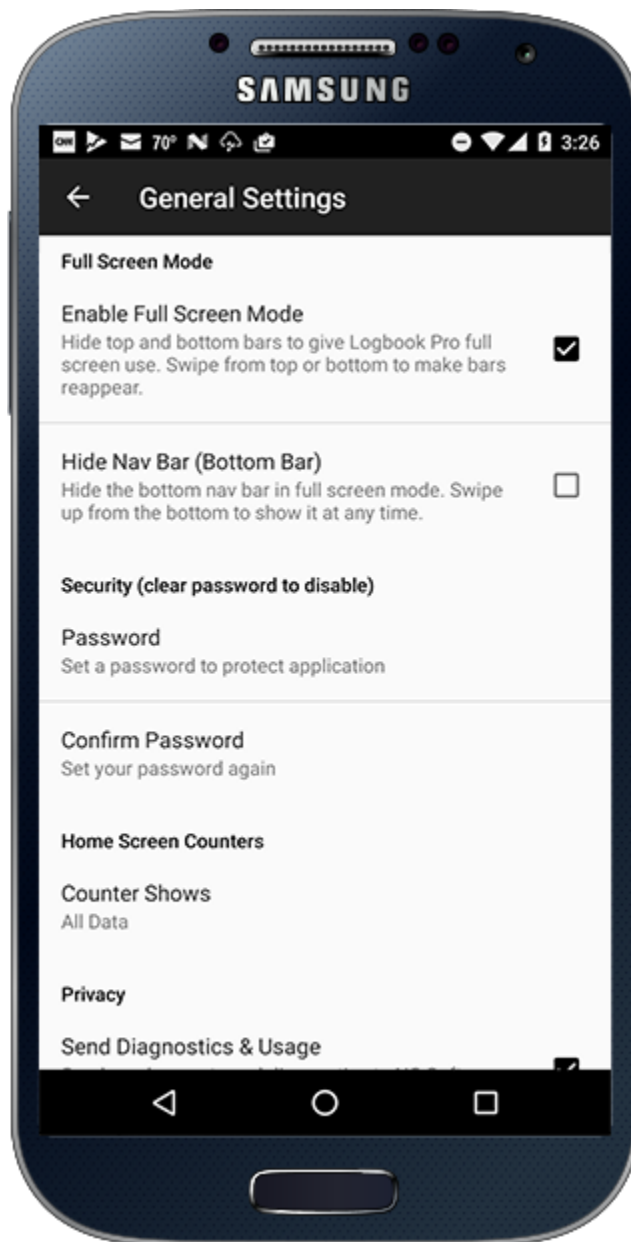 SAMSUNG
CNN 70° N 3:26
General Settings
Full Screen Mode
Enable Full Screen Mode
Hide top and bottom bars to give Logbook Pro full
screen use. Swipe from top or bottom to make bars
reappear.
Hide Nav Bar (Bottom Bar)
Hide the bottom nav bar in full screen mode. Swipe
up from the bottom to show it at any time.
Security (clear password to disable)
Password
Set a password to protect application
Confirm Password
Set your password again
Home Screen Counters
Counter Shows
All Data
Privacy
Send Diagnostics & Usage